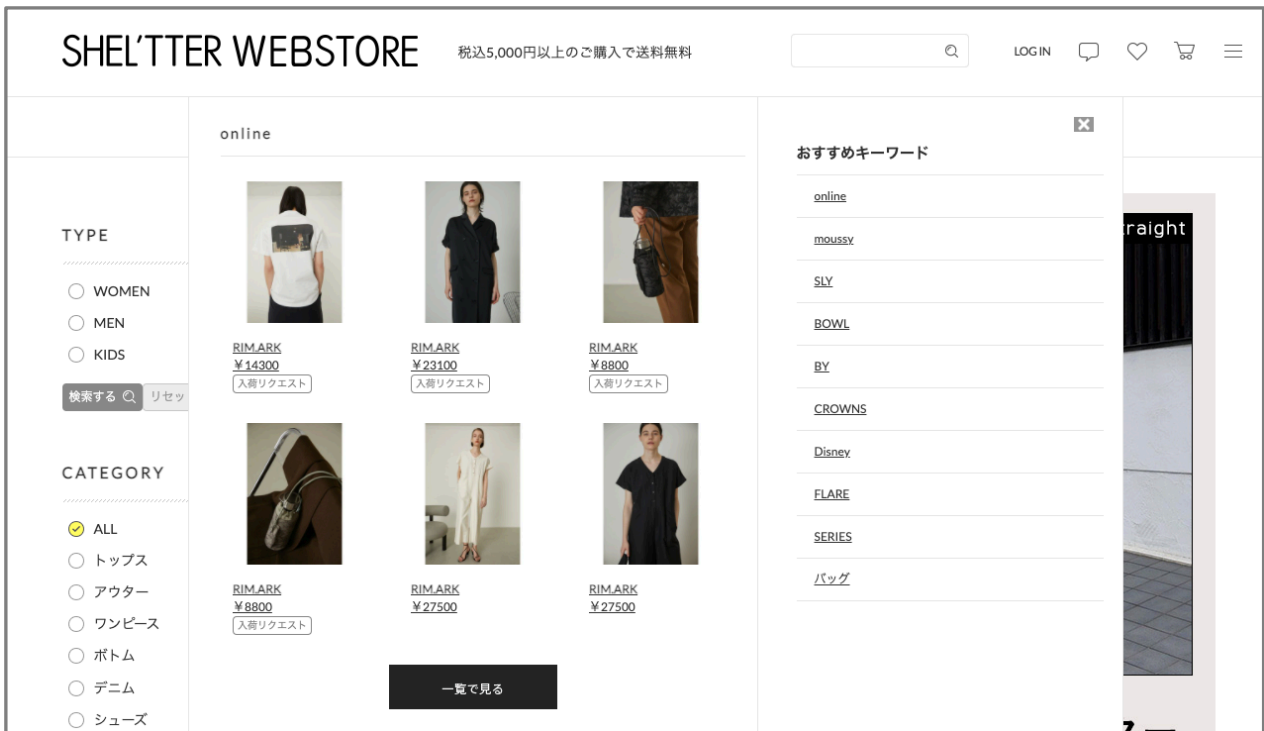 SHEL'TTER WEBSTORE
税込5,000円以上のご購入で送料無料
LOGIN
TYPE
WOMEN
MEN
KIDS
検索する
リセッ
CATEGORY
ALL
トップス
アウター
ワンピース
ボトム
デニム
シューズ
online
RIM.ARK
￥14300
入荷リクエスト
RIM.ARK
￥23100
入荷リクエスト
RIM.ARK
￥8800
入荷リクエスト
RIM.ARK
￥8800
入荷リクエスト
RIM.ARK
￥27500
RIM.ARK
￥27500
一覧で見る
おすすめキーワード
online
moussy
SLY
BOWL
BY
CROWNS
Disney
FLARE
SERIES
バッグ
raight